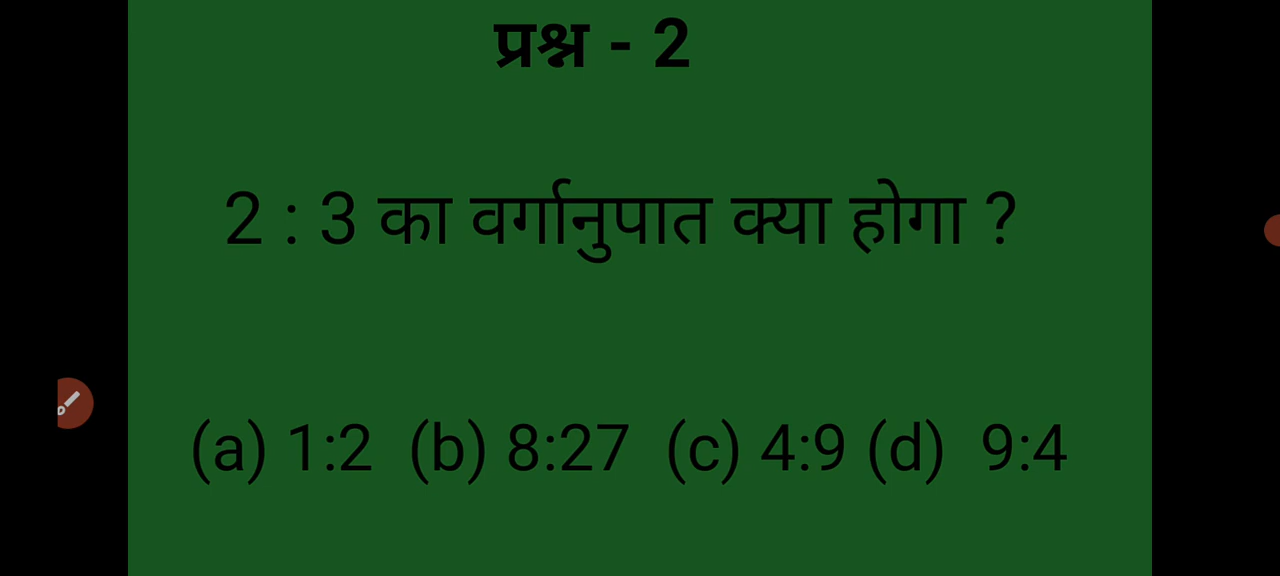 प्रश्न - 2
2 : 3 का वर्गानुपात क्या होगा ?
(a) 1:2 (b) 8:27 (c) 4:9 (d) 9:4